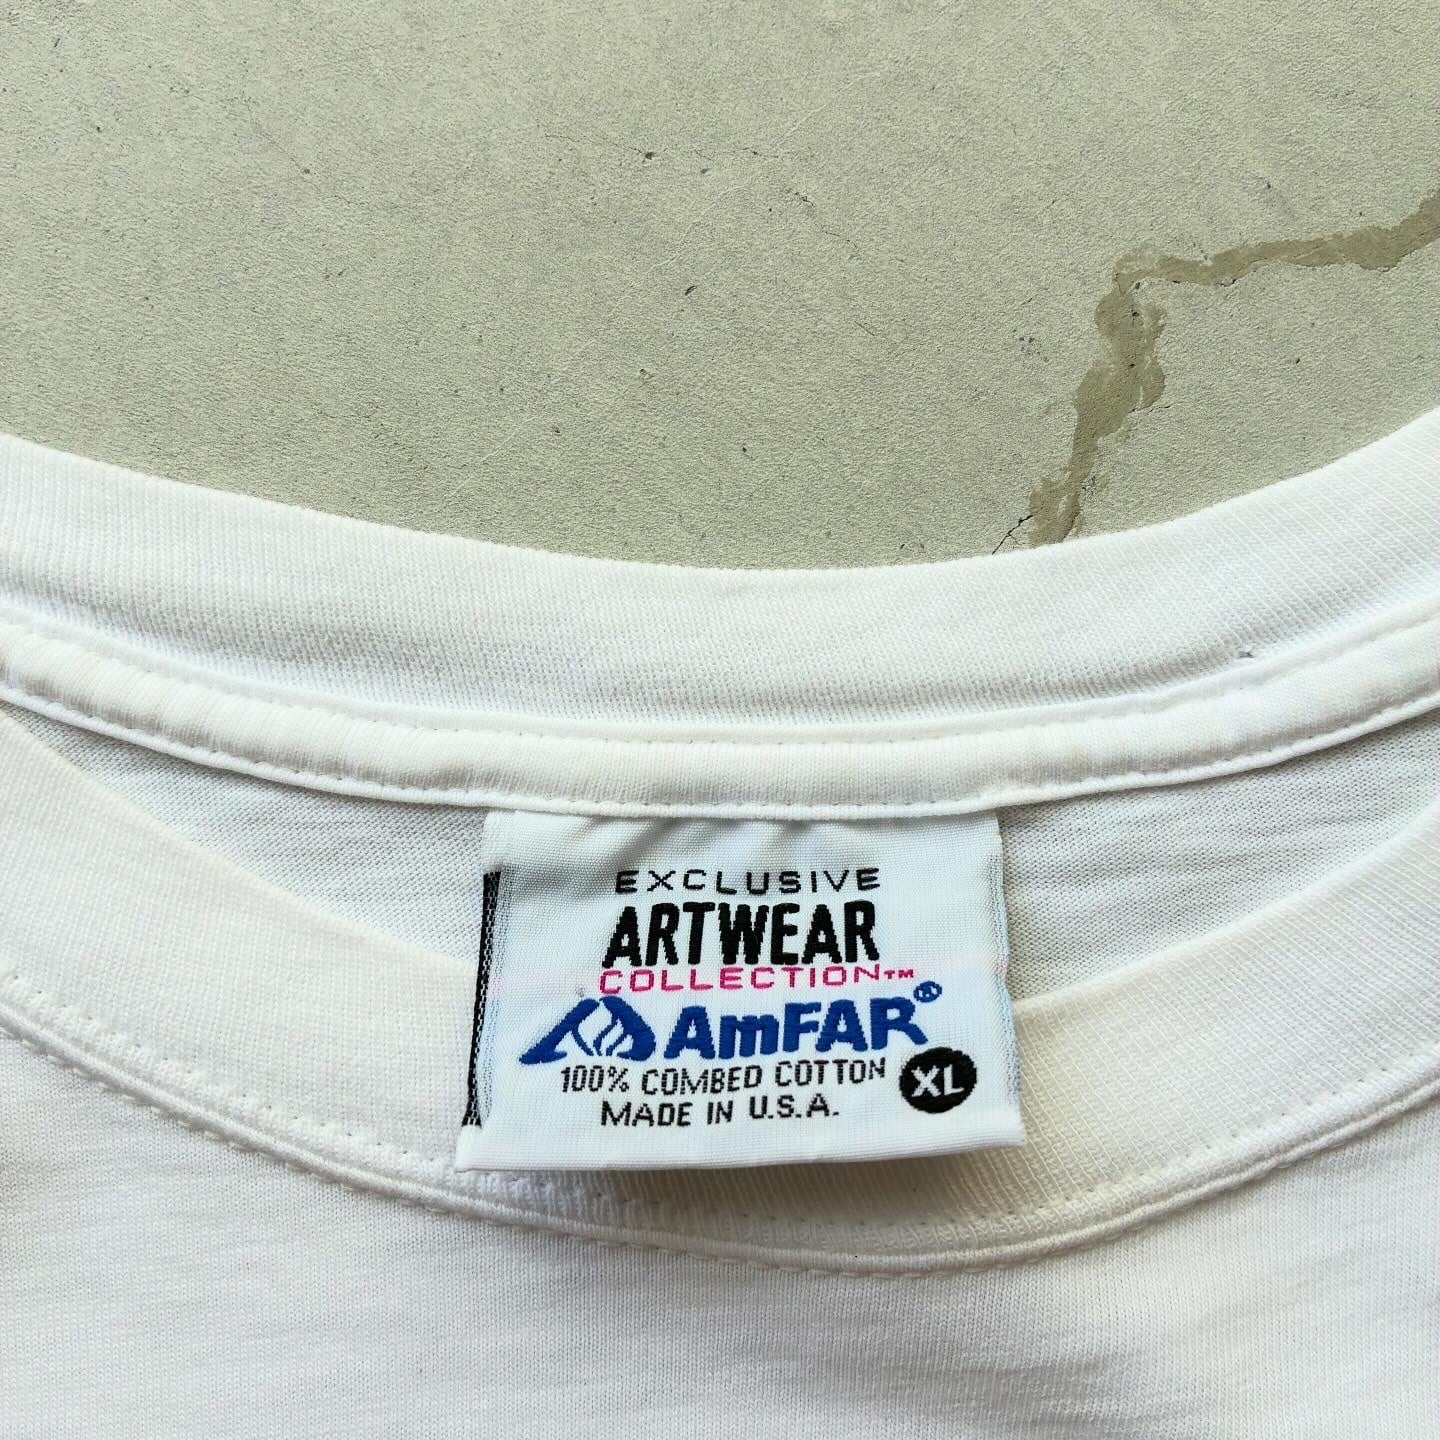 EXCLUSIVE
ARTWEAR
COLLECTION™
AmFAR®
100% COMBED COTTON
MADE IN U.S.A.
XL